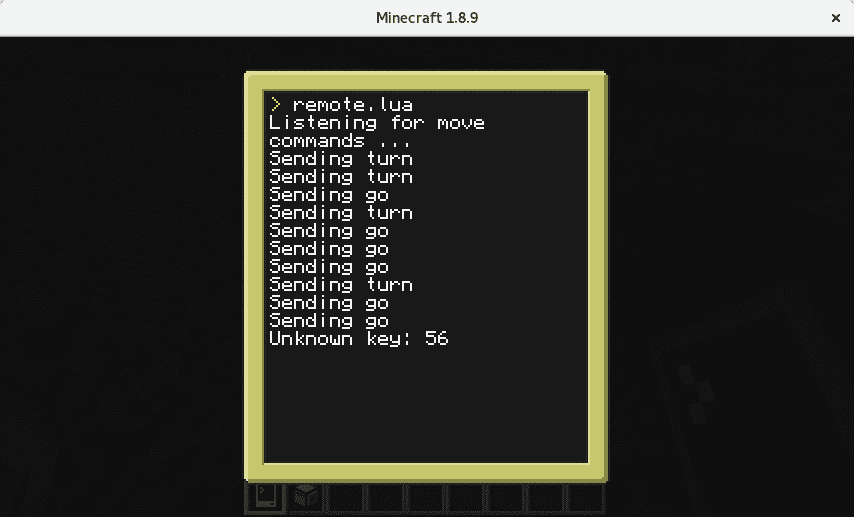 Minecraft 1.8.9
> remote.lua
Listening for move
commands ...
Sending turn
Sending turn
Sending go
Sending turn
Sending go
Sending go
Sending go
Sending turn
Sending go
Sending go
Unknown key: 56